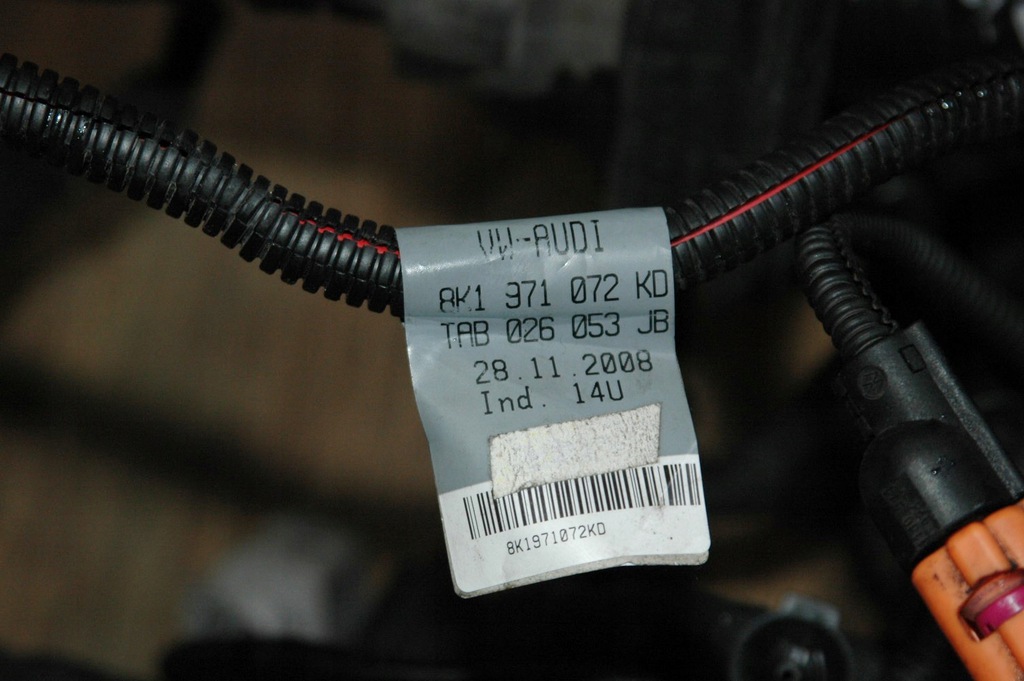 VW-AUDI
8K1 971 072 KD
TAB 026 053 JB
28.11.2008
Ind. 14U
8K1971072KD